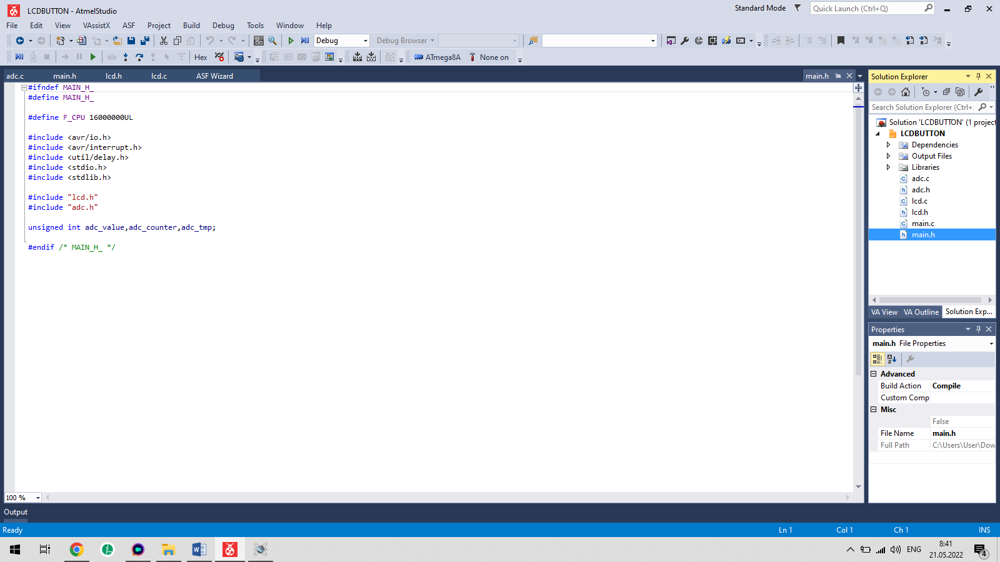 LCDBUTTON - AtmelStudio
Standard Mode
Quick Launch (Ctrl+Q)
File Edit View VAssistX ASF Project Build Debug Tools Window Help
Debug
Debug Browser
Hex
ATmega8A
None on
adc.c main.h lcd.h lcd.c ASF Wizard
main.h
#ifndef MAIN_H_
#define MAIN_H_
#define F_CPU 16000000UL
#include <avr/io.h>
#include <avr/interrupt.h>
#include <util/delay.h>
#include <stdio.h>
#include <stdlib.h>
#include "lcd.h"
#include "adc.h"
unsigned int adc_value,adc_counter,adc_tmp;
#endif /* MAIN_H_ */
100 %
Solution Explorer
Search Solution Explorer (Ctrl+:
Solution 'LCDBUTTON' (1 project
LCDBUTTON
Dependencies
Output Files
Libraries
adc.c
adc.h
lcd.c
lcd.h
main.c
main.h
VA View VA Outline Solution Exp...
Properties
main.h File Properties
Advanced
Build Action Compile
Custom Comp
Misc
False
File Name main.h
Full Path C:\Users\User\Dow
Output
Ready
Ln 1 Col 1 Ch 1 INS
ENG
8:41
21.05.2022
4